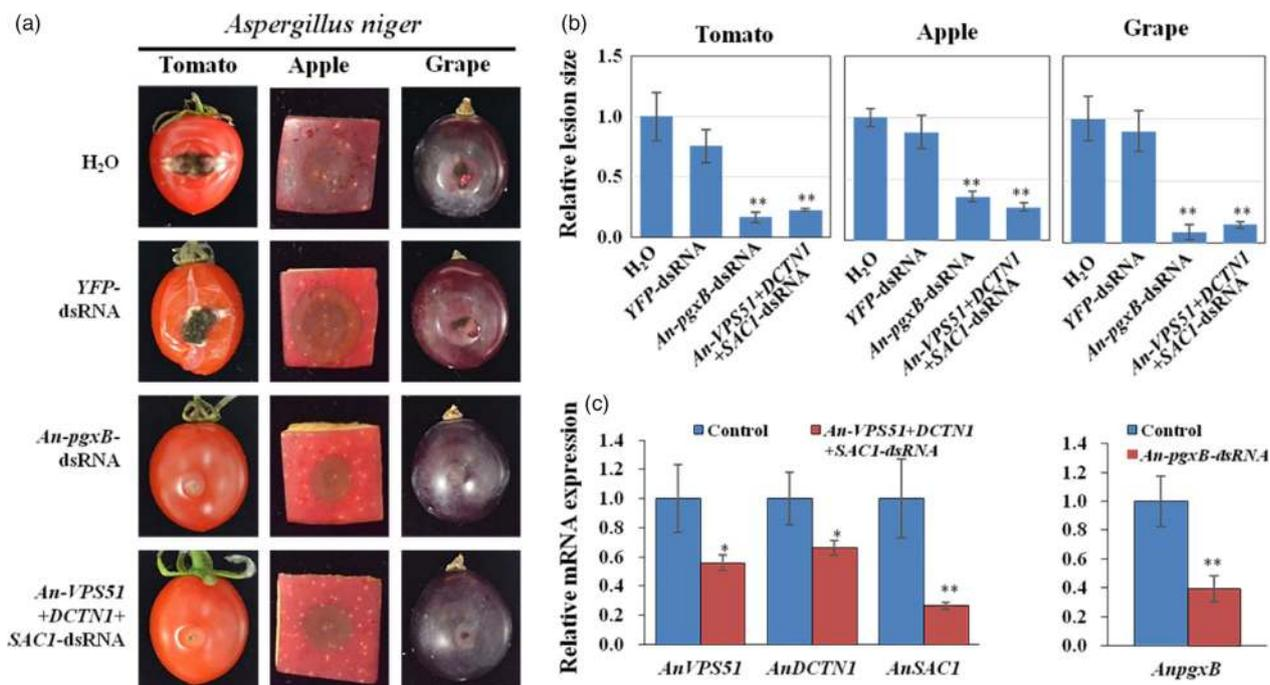 (a)
Aspergillus niger
Tomato Apple Grape
H₂O
YFP-
dsRNA
An-pgxB-
dsRNA
An-VPS51
+DCTN1+
SAC1-dsRNA
(b)
Tomato Apple Grape
Relative lesion size
1.5
1.0
0.5
0.0
H₂O
YFP-dsRNA
An-pgxB-dsRNA
An-VPS51+DCTN1
+SAC1-dsRNA
H₂O
YFP-dsRNA
An-pgxB-dsRNA
An-VPS51+DCTN1
+SAC1-dsRNA
H₂O
YFP-dsRNA
An-pgxB-dsRNA
An-VPS51+DCTN1
+SAC1-dsRNA
** **
** **
** **
(c)
Relative mRNA expression
Control An-VPS51+DCTN1
+SAC1-dsRNA
1.4
1.2
1.0
0.8
0.6
0.4
0.2
0.0
* * **
AnVPS51 AnDCTN1 AnSAC1
Control
An-pgxB-dsRNA
1.4
1.2
1.0
0.8
0.6
0.4
0.2
0.0
**
AnpgxB